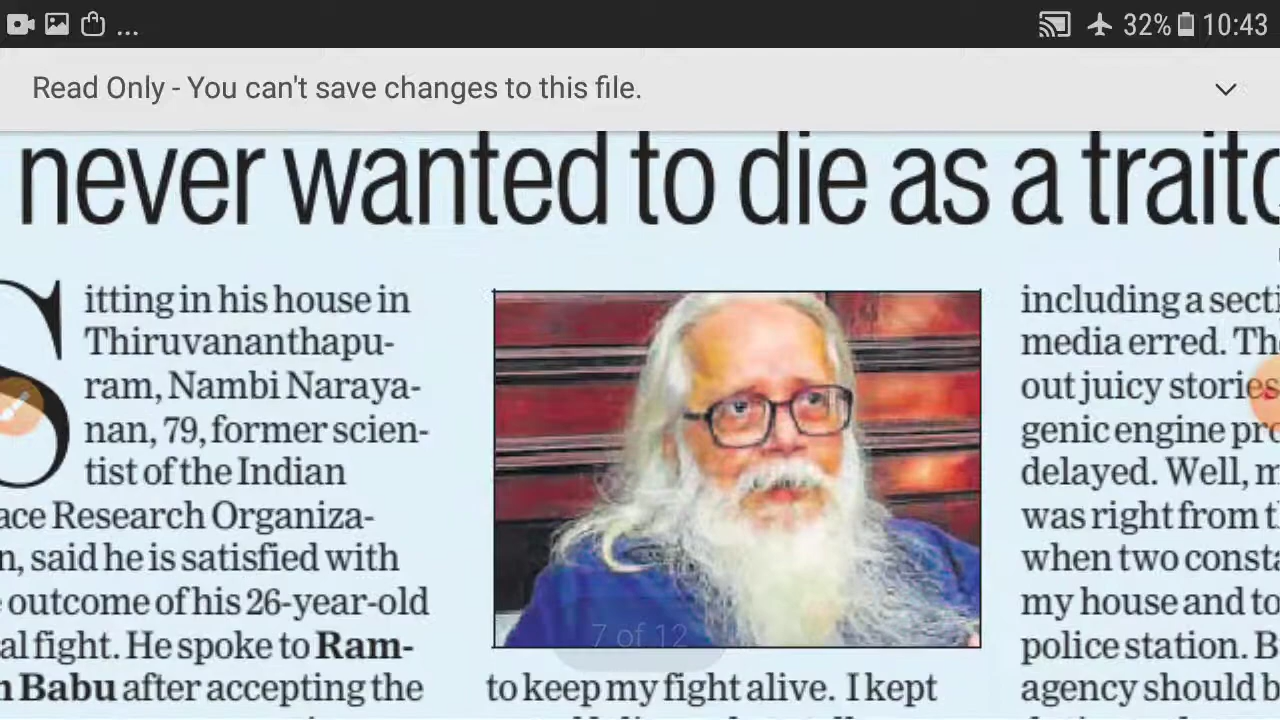 ... 32% 10:43
Read Only - You can't save changes to this file.
never wanted to die as a traito
Sitting in his house in
Thiruvananthapu-
ram, Nambi Naraya-
nan, 79, former scien-
tist of the Indian
ace Research Organiza-
n, said he is satisfied with
e outcome of his 26-year-old
al fight. He spoke to Ram-
n Babu after accepting the
7 of 12
to keep my fight alive. I kept
including a secti
media erred. The
out juicy stories
genic engine pro
delayed. Well, m
was right from t
when two consta
my house and to
police station. B
agency should b